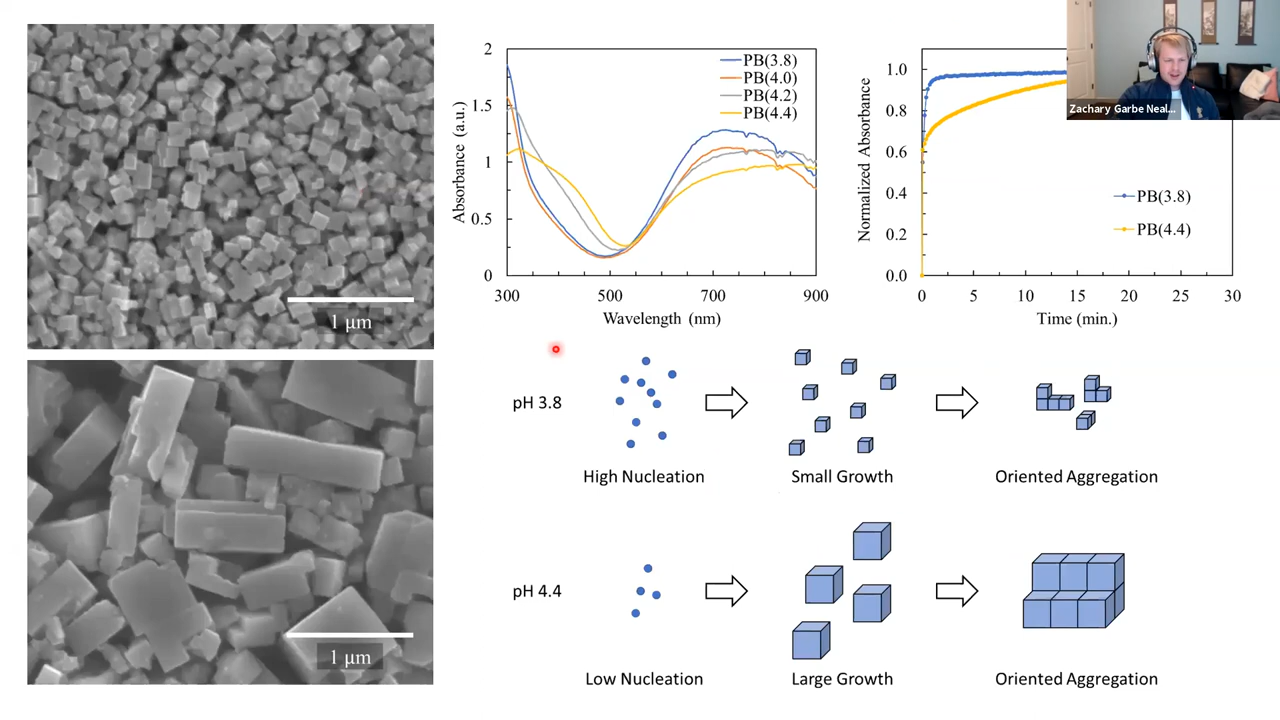 1 μm
1 μm
2
1.5
1
0.5
0
300
500
700
900
Absorbance (a.u.)
Wavelength (nm)
PB(3.8)
PB(4.0)
PB(4.2)
PB(4.4)
1.0
0.8
0.6
0.4
0.2
0.0
0
5
10
15
20
25
30
Normalized Absorbance
Time (min.)
PB(3.8)
PB(4.4)
Zachary Garbe Neal...
pH 3.8
High Nucleation
Small Growth
Oriented Aggregation
pH 4.4
Low Nucleation
Large Growth
Oriented Aggregation